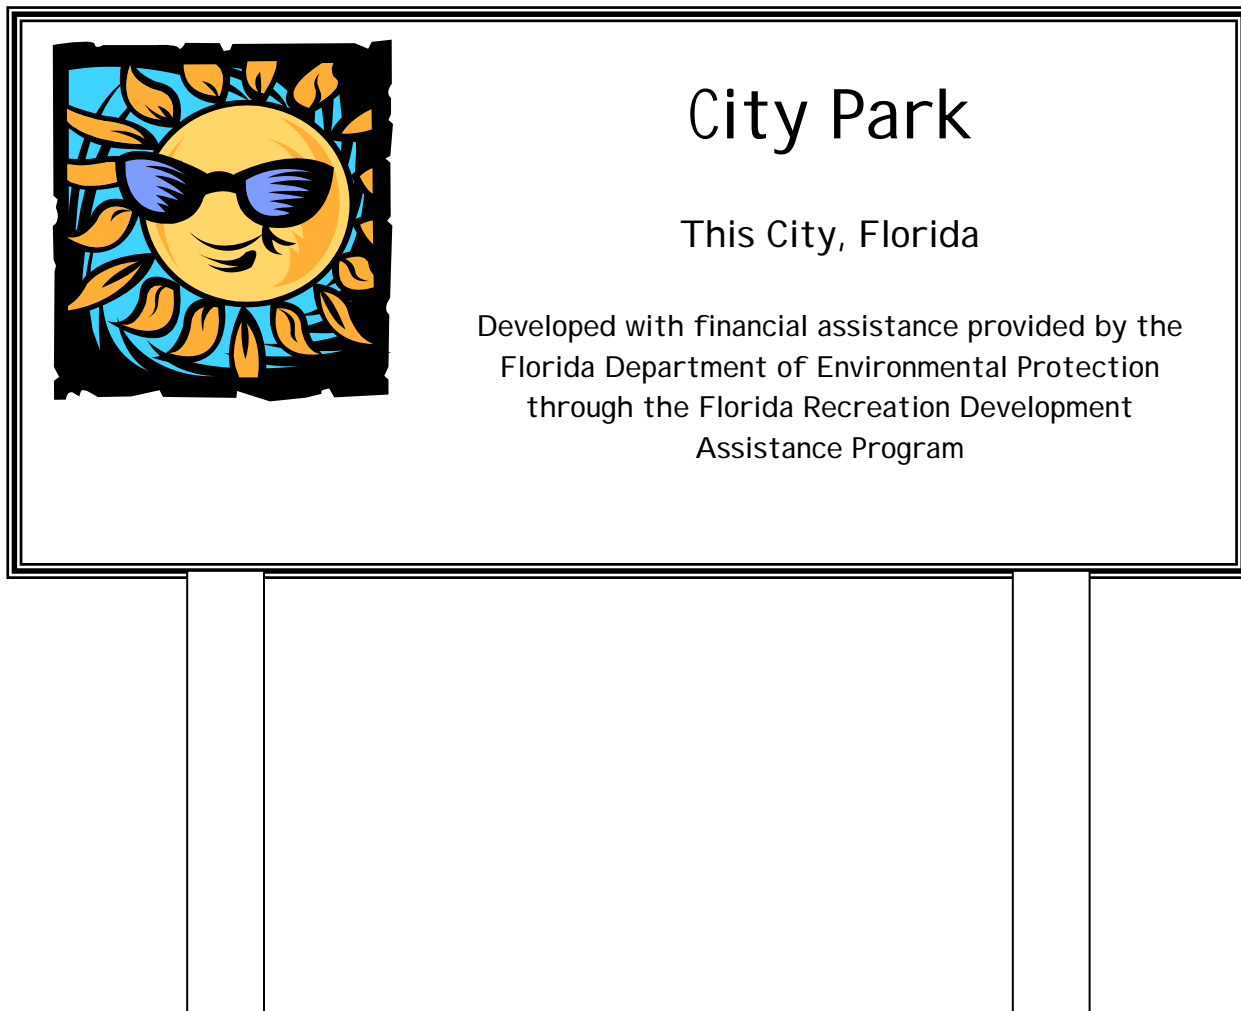 City Park
This City, Florida
Developed with financial assistance provided by the
Florida Department of Environmental Protection
through the Florida Recreation Development
Assistance Program